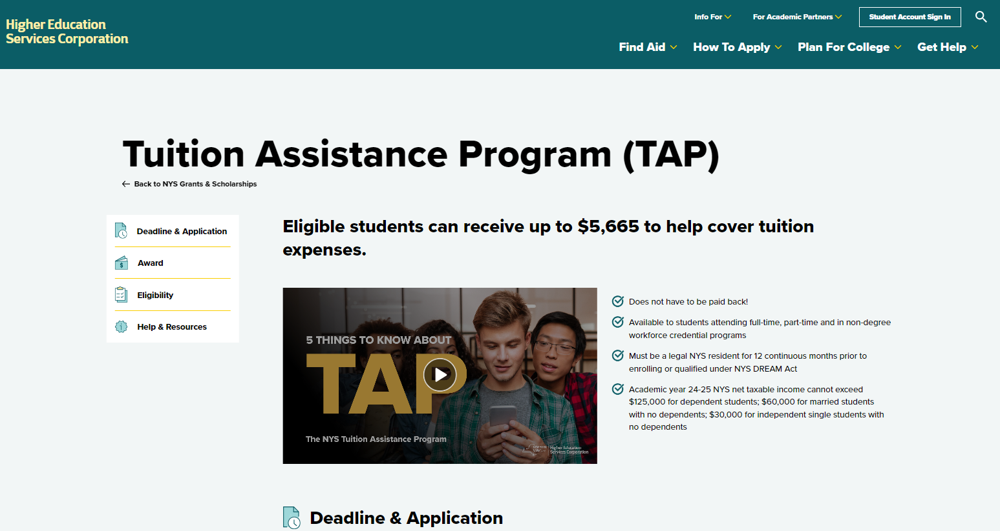 Higher Education
Services Corporation
Info For
For Academic Partners
Student Account Sign In
Find Aid
How To Apply
Plan For College
Get Help
Tuition Assistance Program (TAP)
Back to NYS Grants & Scholarships
Deadline & Application
Award
Eligibility
Help & Resources
Eligible students can receive up to $5,665 to help cover tuition
expenses.
5 THINGS TO KNOW ABOUT
TAP
The NYS Tuition Assistance Program
Higher Education
Services Corporation
Does not have to be paid back!
Available to students attending full-time, part-time and in non-degree
workforce credential programs
Must be a legal NYS resident for 12 continuous months prior to
enrolling or qualified under NYS DREAM Act
Academic year 24-25 NYS net taxable income cannot exceed
$125,000 for dependent students; $60,000 for married students
with no dependents; $30,000 for independent single students with
no dependents
Deadline & Application